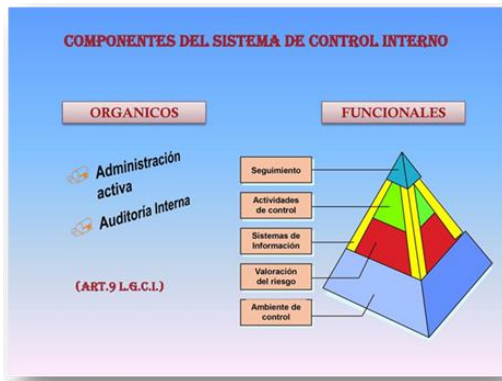 COMPONENTES DEL SISTEMA DE CONTROL INTERNO
ORGANICOS
Administración
activa
Auditoría Interna
(ART.9 L.G.C.I.)
FUNCIONALES
Seguimiento
Actividades
de control
Sistemas de
Información
Valoración
del riesgo
Ambiente de
control